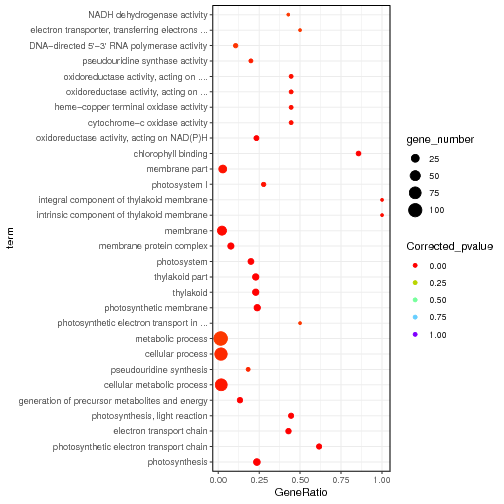 NADH dehydrogenase activity
electron transporter, transferring electrons ...
DNA-directed 5'-3' RNA polymerase activity
pseudouridine synthase activity
oxidoreductase activity, acting on ....
oxidoreductase activity, acting on ...
heme-copper terminal oxidase activity
cytochrome-c oxidase activity
oxidoreductase activity, acting on NAD(P)H
chlorophyll binding
membrane part
photosystem I
integral component of thylakoid membrane
intrinsic component of thylakoid membrane
membrane
membrane protein complex
photosystem
thylakoid part
thylakoid
photosynthetic membrane
photosynthetic electron transport in ...
metabolic process
cellular process
pseudouridine synthesis
cellular metabolic process
generation of precursor metabolites and energy
photosynthesis, light reaction
electron transport chain
photosynthetic electron transport chain
photosynthesis
term
0.00 0.25 0.50 0.75 1.00
GeneRatio
gene_number
25
50
75
100
Corrected_pvalue
0.00
0.25
0.50
0.75
1.00